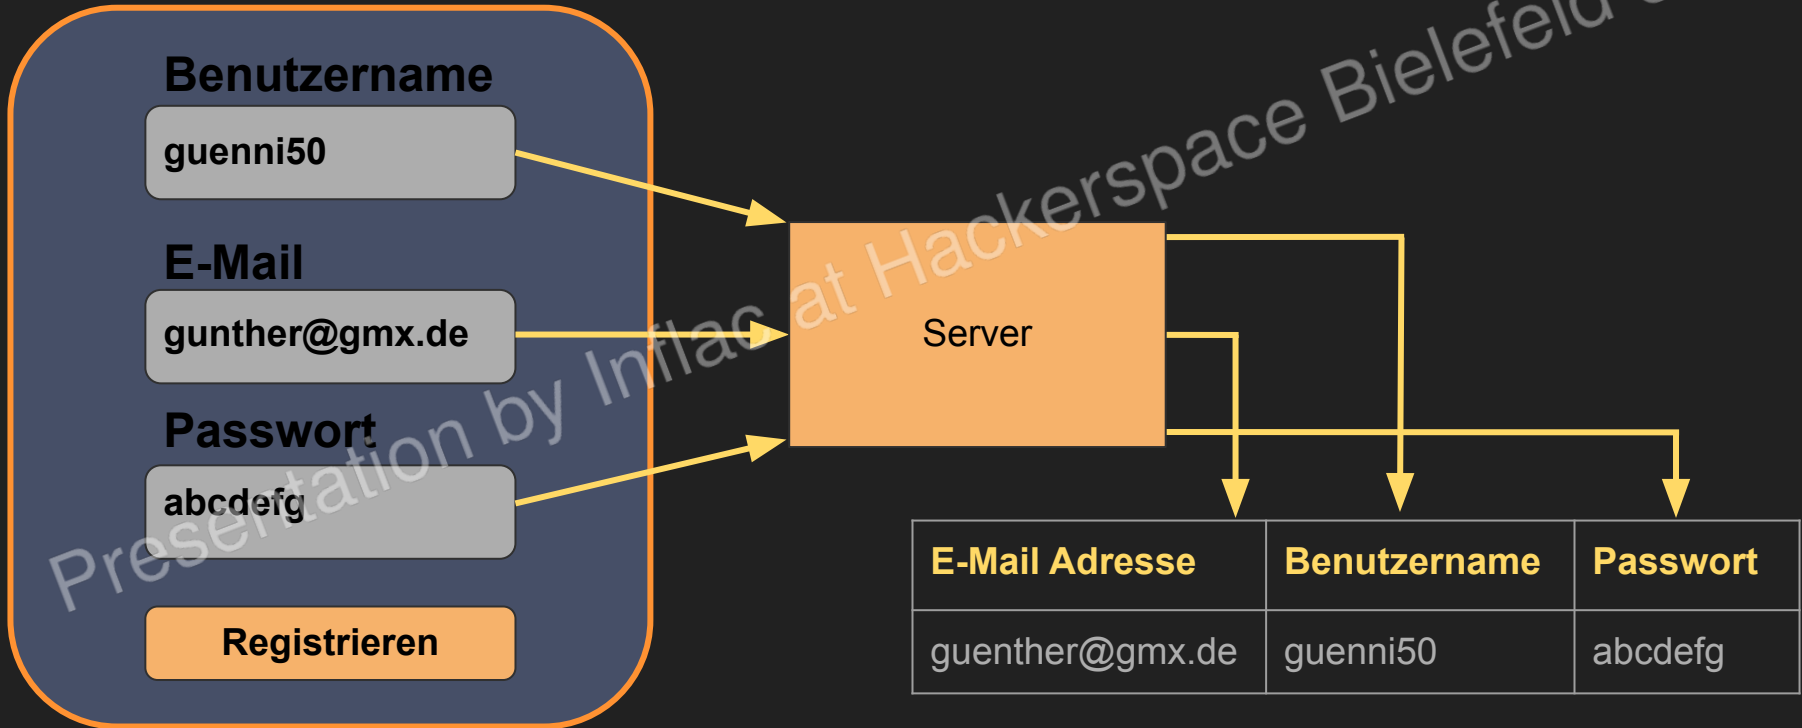 Benutzername
guenni50
E-Mail
gunther@gmx.de
Passwort
abcdefg
Registrieren
Server
E-Mail Adresse Benutzername Passwort
guenther@gmx.de guenni50 abcdefg
Presentation by Inflac at Hackerspace Bielefeld